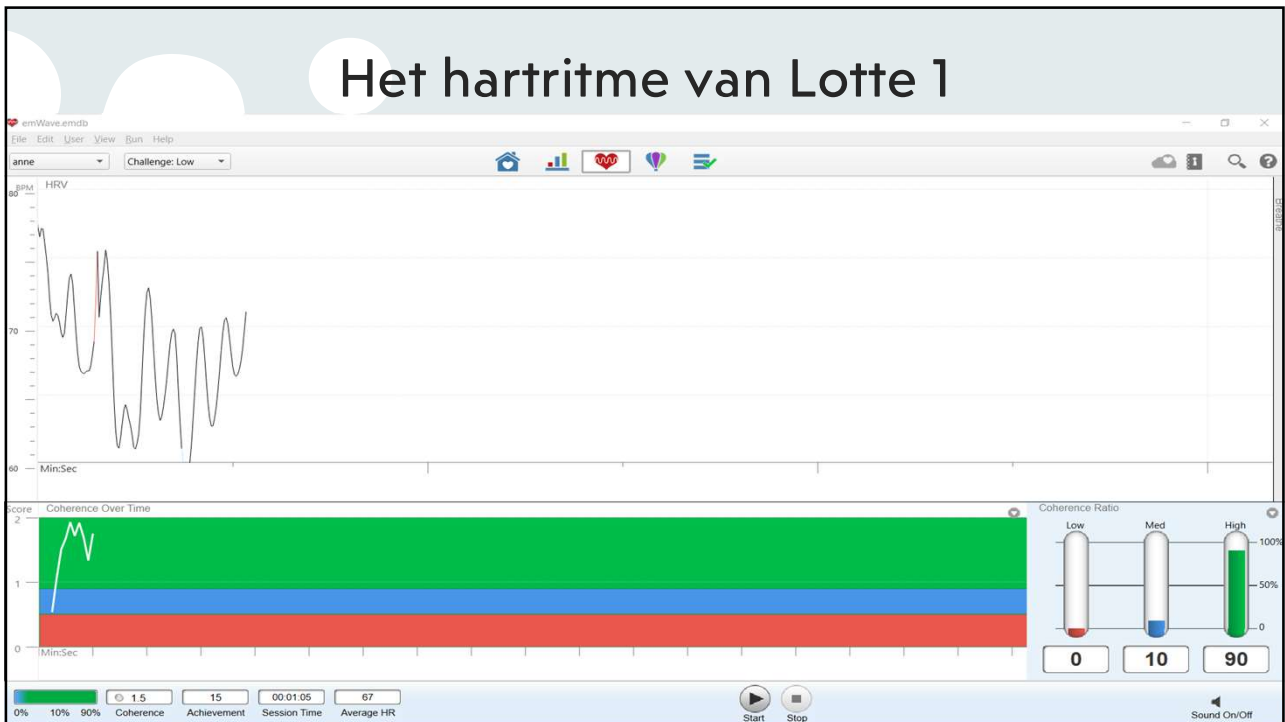 Het hartritme van Lotte 1
emWave.emdb
File Edit User View Run Help
anne Challenge: Low
BPM HRV
80
70
60
Min:Sec
Breathe
Score Coherence Over Time
2
1
0
Min:Sec
Coherence Ratio
Low Med High
100%
50%
0
0 10 90
1.5 15 00:01:05 67
0% 10% 90% Coherence Achievement Session Time Average HR
Start Stop
Sound On/Off